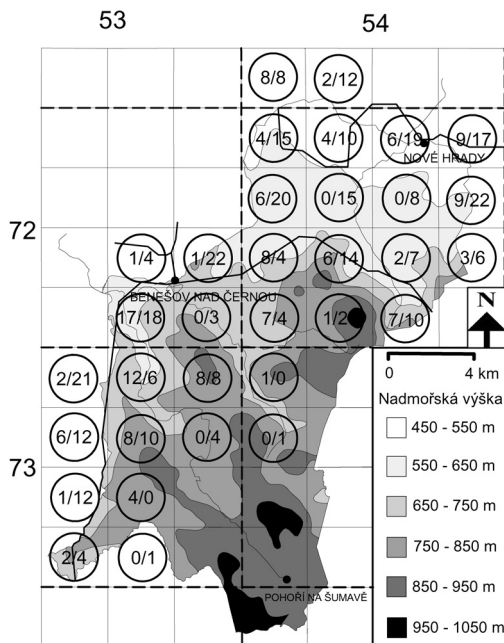 53 54
8/8 2/12
4/15 4/10 6/19 9/17
NOVÉ HRADY
6/20 0/15 0/8 9/22
72
1/4 1/22 8/4 6/14 2/7 3/6
BENEŠOV NAD ČERNOU
N
17/18 0/3 7/4 1/2 7/10
0 4 km
2/21 12/6 8/8 1/0
Nadmořská výška
450 - 550 m
6/12 8/10 0/4 0/1
550 - 650 m
73
1/12 4/0
650 - 750 m
750 - 850 m
2/4 0/1
850 - 950 m
POHOŘÍ NA ŠUMAVĚ
950 - 1050 m